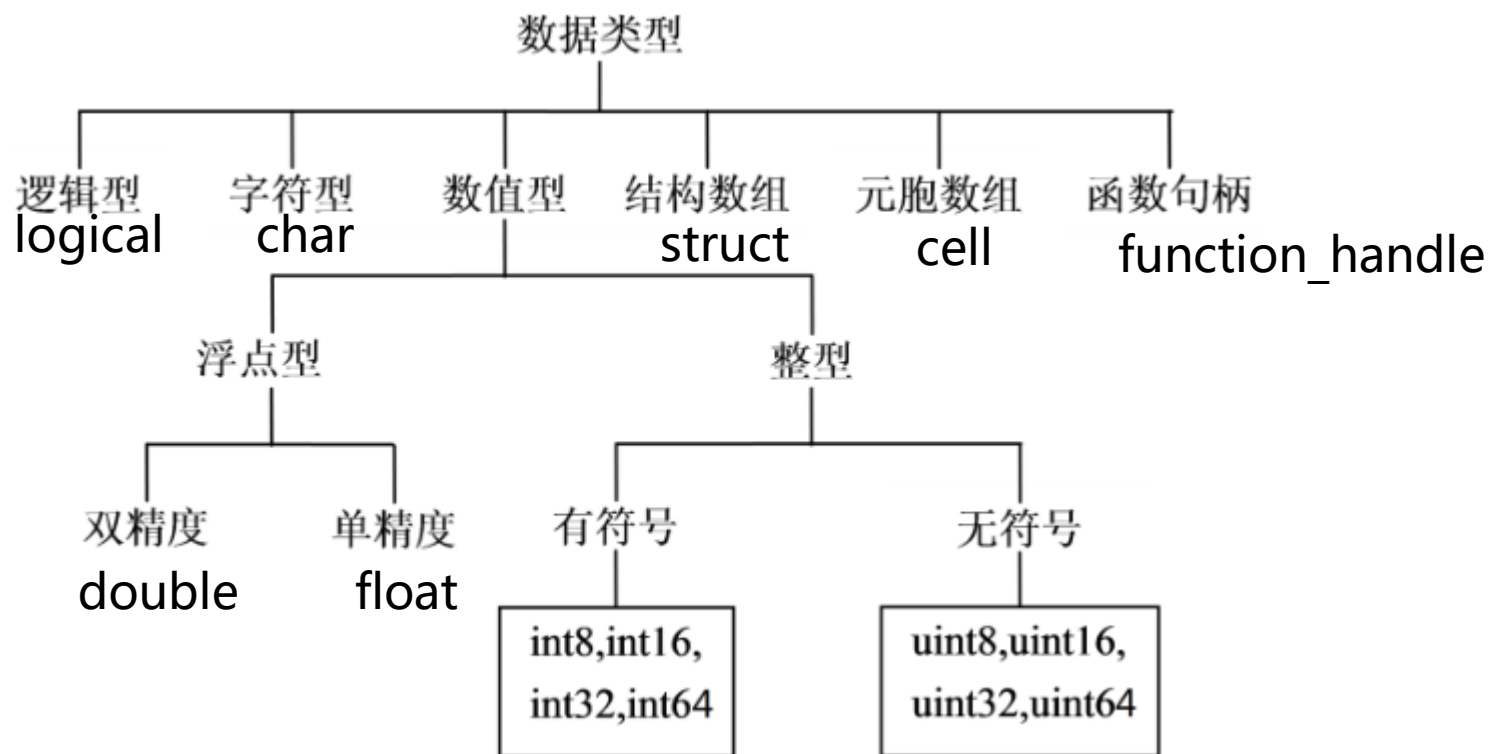 数据类型
逻辑型 字符型 数值型 结构数组 元胞数组 函数句柄
logical char struct cell function_handle
浮点型 整型
双精度 单精度 有符号 无符号
double float
int8,int16, uint8,uint16,
int32,int64 uint32,uint64